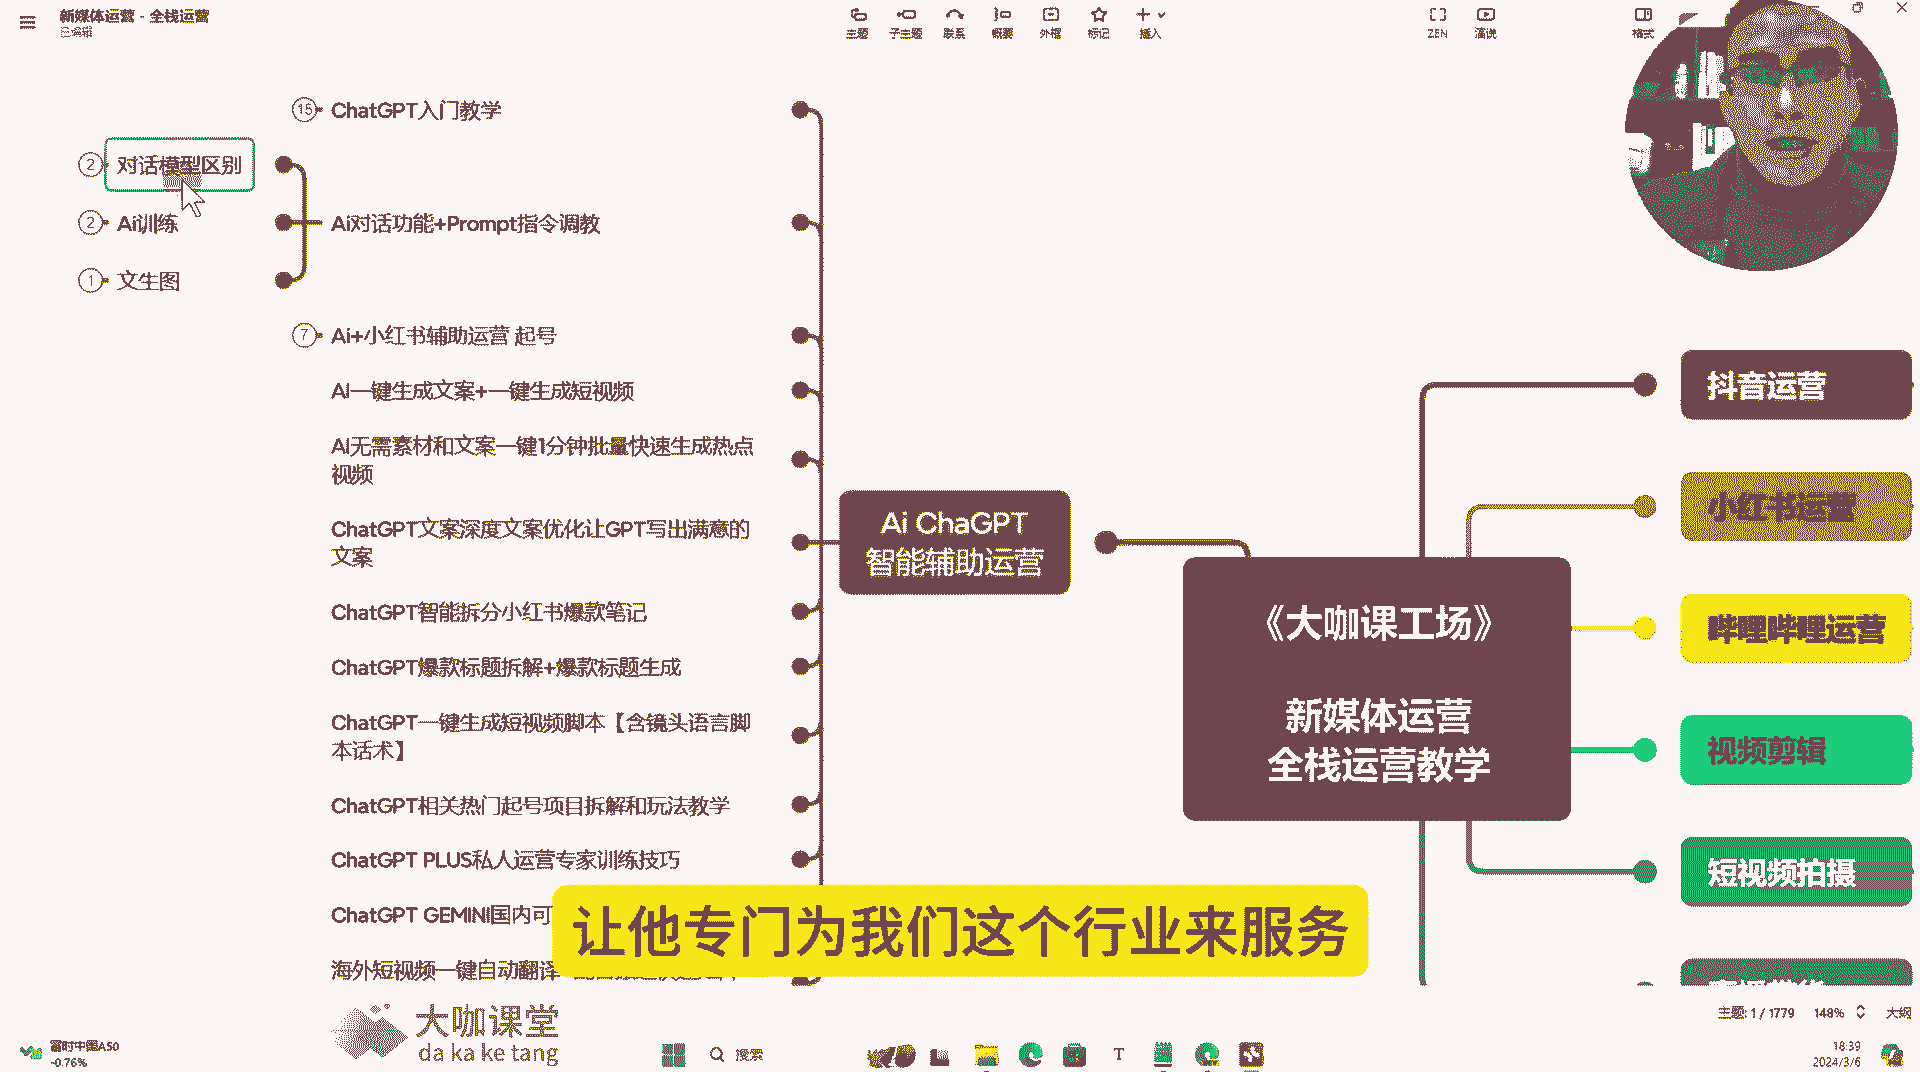 新媒体运营 - 全栈运营
已编辑
主题
子主题
联系
概要
外框
标记
插入
ZEN
演说
格式
15
ChatGPT入门教学
2
对话模型区别
2
Ai训练
Ai对话功能+Prompt指令调教
1
文生图
7
Ai+小红书辅助运营 起号
AI一键生成文案+一键生成短视频
AI无需素材和文案一键1分钟批量快速生成热点
视频
ChatGPT文案深度文案优化让GPT写出满意的
文案
ChatGPT智能拆分小红书爆款笔记
ChatGPT爆款标题拆解+爆款标题生成
ChatGPT一键生成短视频脚本【含镜头语言脚
本话术】
ChatGPT相关热门起号项目拆解和玩法教学
ChatGPT PLUS私人运营专家训练技巧
ChatGPT GEMINI国内可
海外短视频一键自动翻译
Ai ChaGPT
智能辅助运营
《大咖课工场》
新媒体运营
全栈运营教学
抖音运营
小红书运营
哔哩哔哩运营
视频剪辑
短视频拍摄
让他专门为我们这个行业来服务
大咖课堂
da ka ke tang
主题: 1 / 1779
148%
大纲
富时中国A50
-0.76%
搜索
18:39
2024/3/6